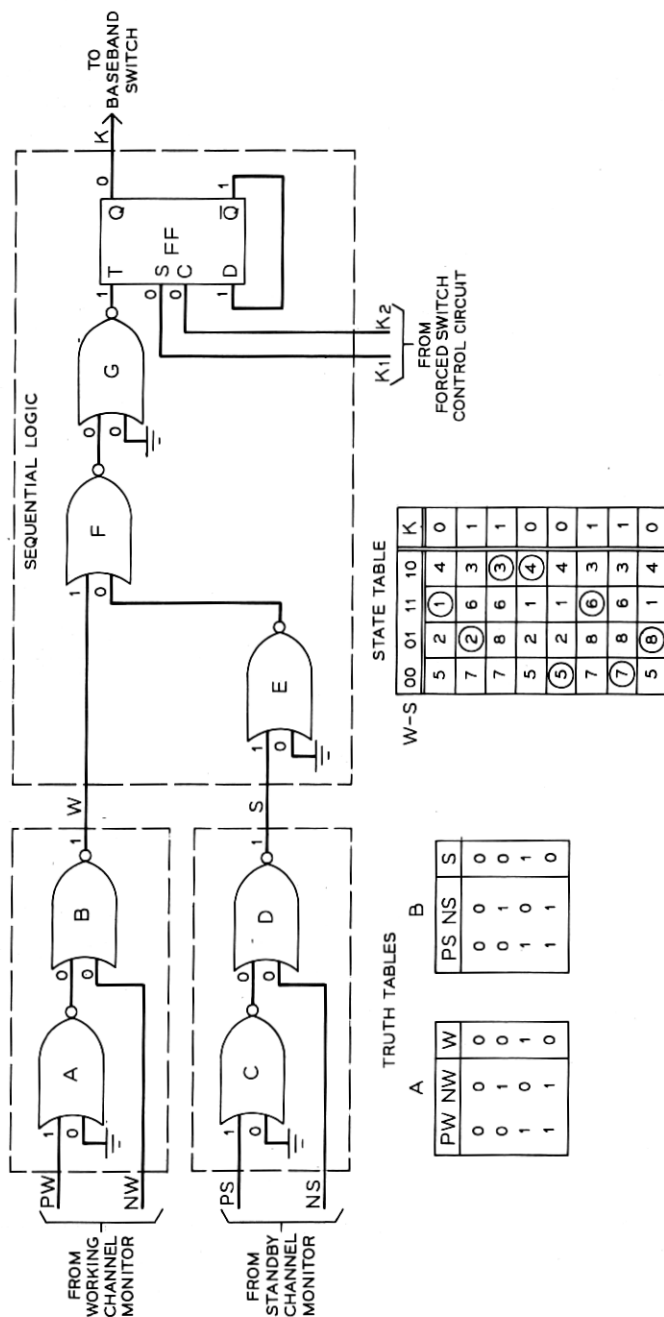 SEQUENTIAL LOGIC
FROM
WORKING
CHANNEL
MONITOR
PW
NW
1
0
A
0
0
B
1
W
1
0
F
0
0
G
1
T
0
S
0
C
1
D
FF
Q
0
Q̅
1
K
TO
BASEBAND
SWITCH
FROM
STANDBY
CHANNEL
MONITOR
PS
NS
1
0
C
0
0
D
1
S
1
0
E
K1
K2
FROM
FORCED SWITCH
CONTROL CIRCUIT
TRUTH TABLES
A
PW NW W
0 0 0
0 1 0
1 0 1
1 1 0
B
PS NS S
0 0 0
0 1 0
1 0 1
1 1 0
STATE TABLE
W-S 00 01 11 10 K
5 2 1 4 0
7 2 6 3 1
7 8 6 3 1
5 2 1 4 0
5 2 1 4 0
7 8 6 3 1
7 8 6 3 1
5 8 1 4 0